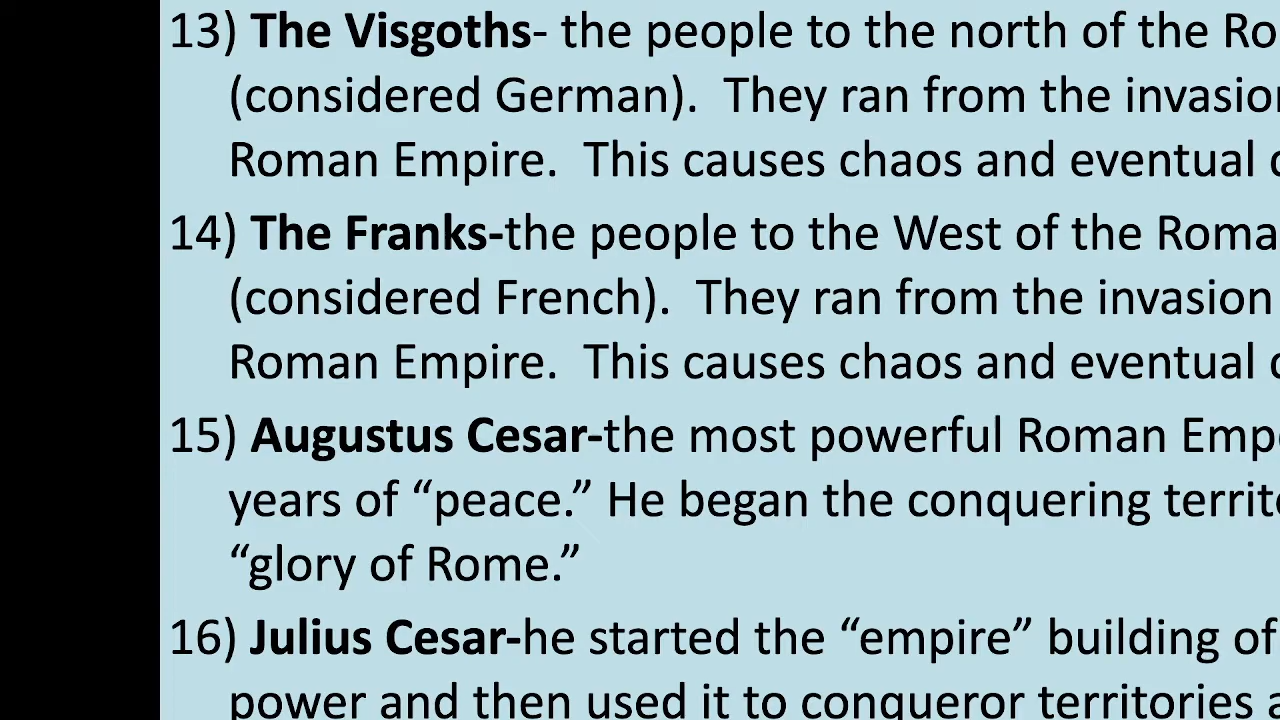 13) The Visgoths- the people to the north of the Ro
(considered German). They ran from the invasio
Roman Empire. This causes chaos and eventual
14) The Franks-the people to the West of the Roma
(considered French). They ran from the invasion
Roman Empire. This causes chaos and eventual
15) Augustus Cesar-the most powerful Roman Emp
years of “peace.” He began the conquering territ
“glory of Rome.”
16) Julius Cesar-he started the “empire” building of
power and then used it to conqueror territories